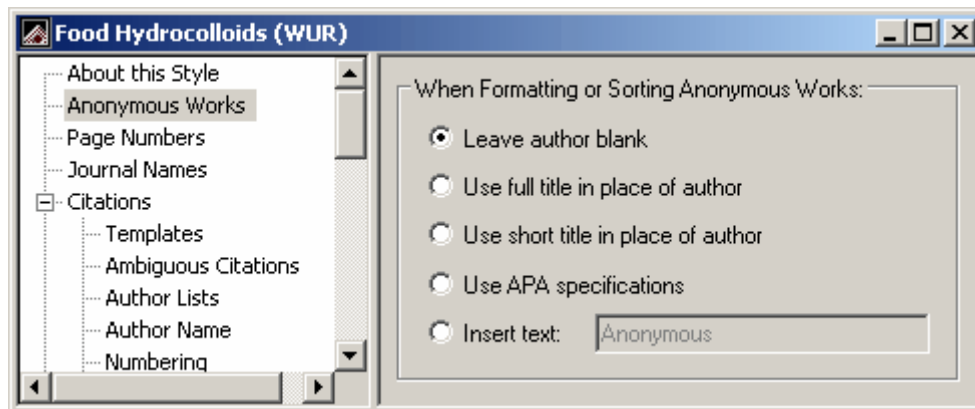 Food Hydrocolloids (WUR)
About this Style
Anonymous Works
Page Numbers
Journal Names
Citations
Templates
Ambiguous Citations
Author Lists
Author Name
Numbering
When Formatting or Sorting Anonymous Works:
Leave author blank
Use full title in place of author
Use short title in place of author
Use APA specifications
Insert text: Anonymous